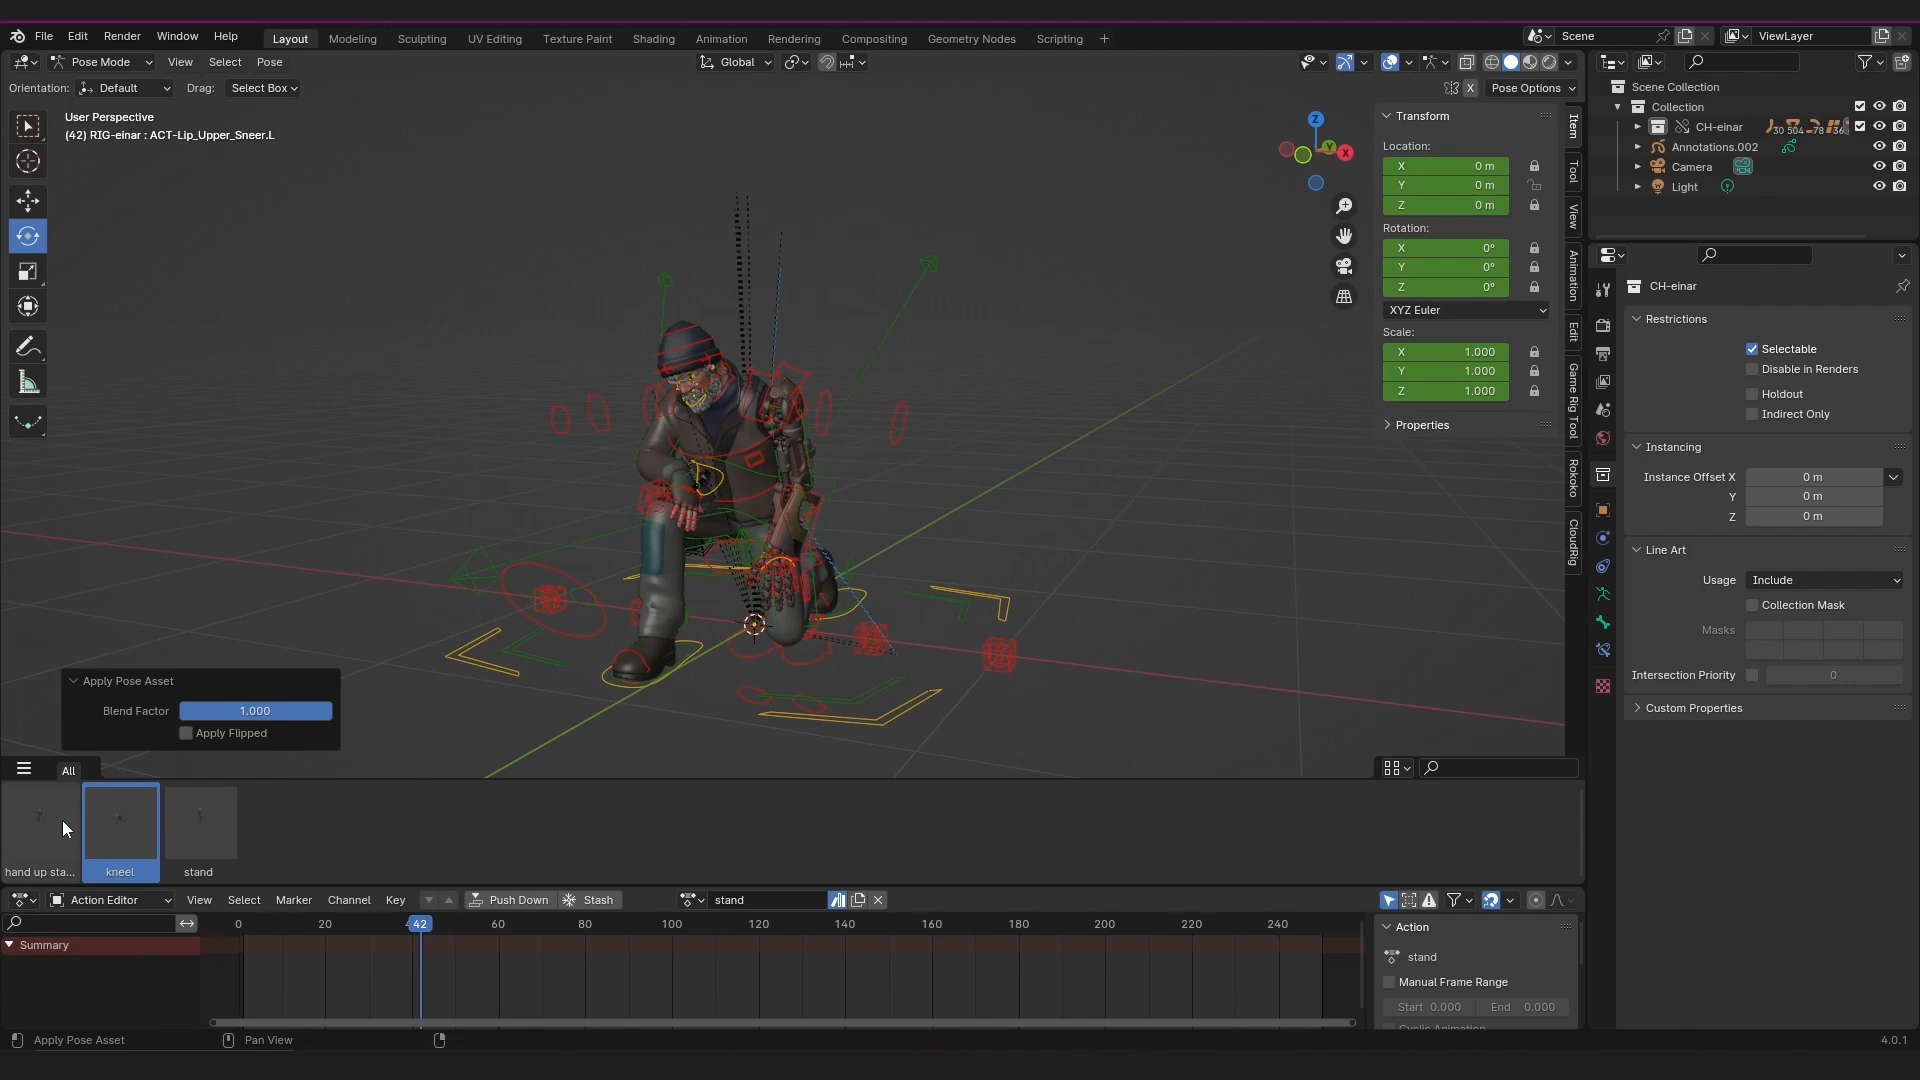 File Edit Render Window Help
Layout Modeling Sculpting UV Editing Texture Paint Shading Animation Rendering Compositing Geometry Nodes Scripting +
Scene
ViewLayer
Pose Mode View Select Pose
Global
Orientation: Default Drag: Select Box
X Pose Options
User Perspective
(42) RIG-einar : ACT-Lip_Upper_Sneer.L
Z
Y
X
Transform
Location:
X 0 m
Y 0 m
Z 0 m
Rotation:
X 0°
Y 0°
Z 0°
XYZ Euler
Scale:
X 1.000
Y 1.000
Z 1.000
Properties
Item
Tool
View
Animation
Edit
Game Rig Tool
Rokoko
CloudRig
Scene Collection
Collection
CH-einar 30 504 78 36
Annotations.002
Camera
Light
CH-einar
Restrictions
Selectable
Disable in Renders
Holdout
Indirect Only
Instancing
Instance Offset X 0 m
Y 0 m
Z 0 m
Line Art
Usage Include
Collection Mask
Masks
Intersection Priority 0
Custom Properties
Apply Pose Asset
Blend Factor 1.000
Apply Flipped
All
hand up sta... kneel stand
Action Editor View Select Marker Channel Key Push Down Stash stand
0 20 42 60 80 100 120 140 160 180 200 220 240
Summary
Action
stand
Manual Frame Range
Start 0.000 End 0.000
Cyclic Animation
Apply Pose Asset Pan View 4.0.1